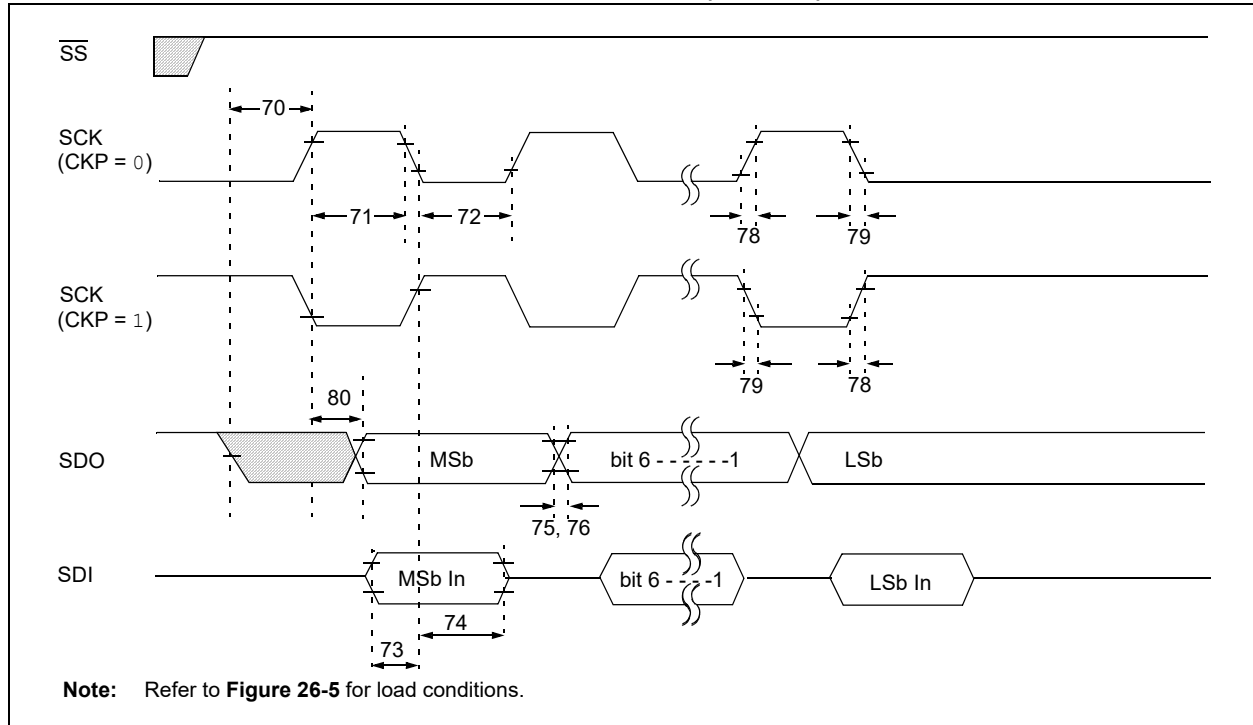 SS
70
SCK
(CKP = 0)
71
72
78
79
SCK
(CKP = 1)
79
78
80
SDO
MSb
bit 6 - - - - - -1
LSb
75, 76
SDI
MSb In
bit 6 - - - - -1
LSb In
74
73
Note: Refer to Figure 26-5 for load conditions.